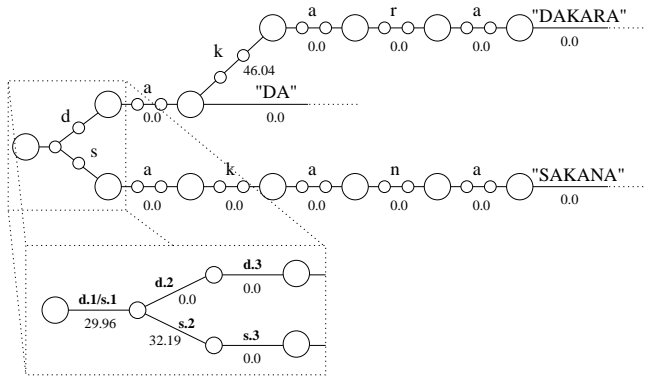 a r a "DAKARA"
0.0 0.0 0.0 0.0
k
46.04
a "DA"
0.0 0.0
d
s
a k a n a "SAKANA"
0.0 0.0 0.0 0.0 0.0 0.0
d.1/s.1 d.2 d.3
29.96 0.0 0.0
s.2 s.3
32.19 0.0